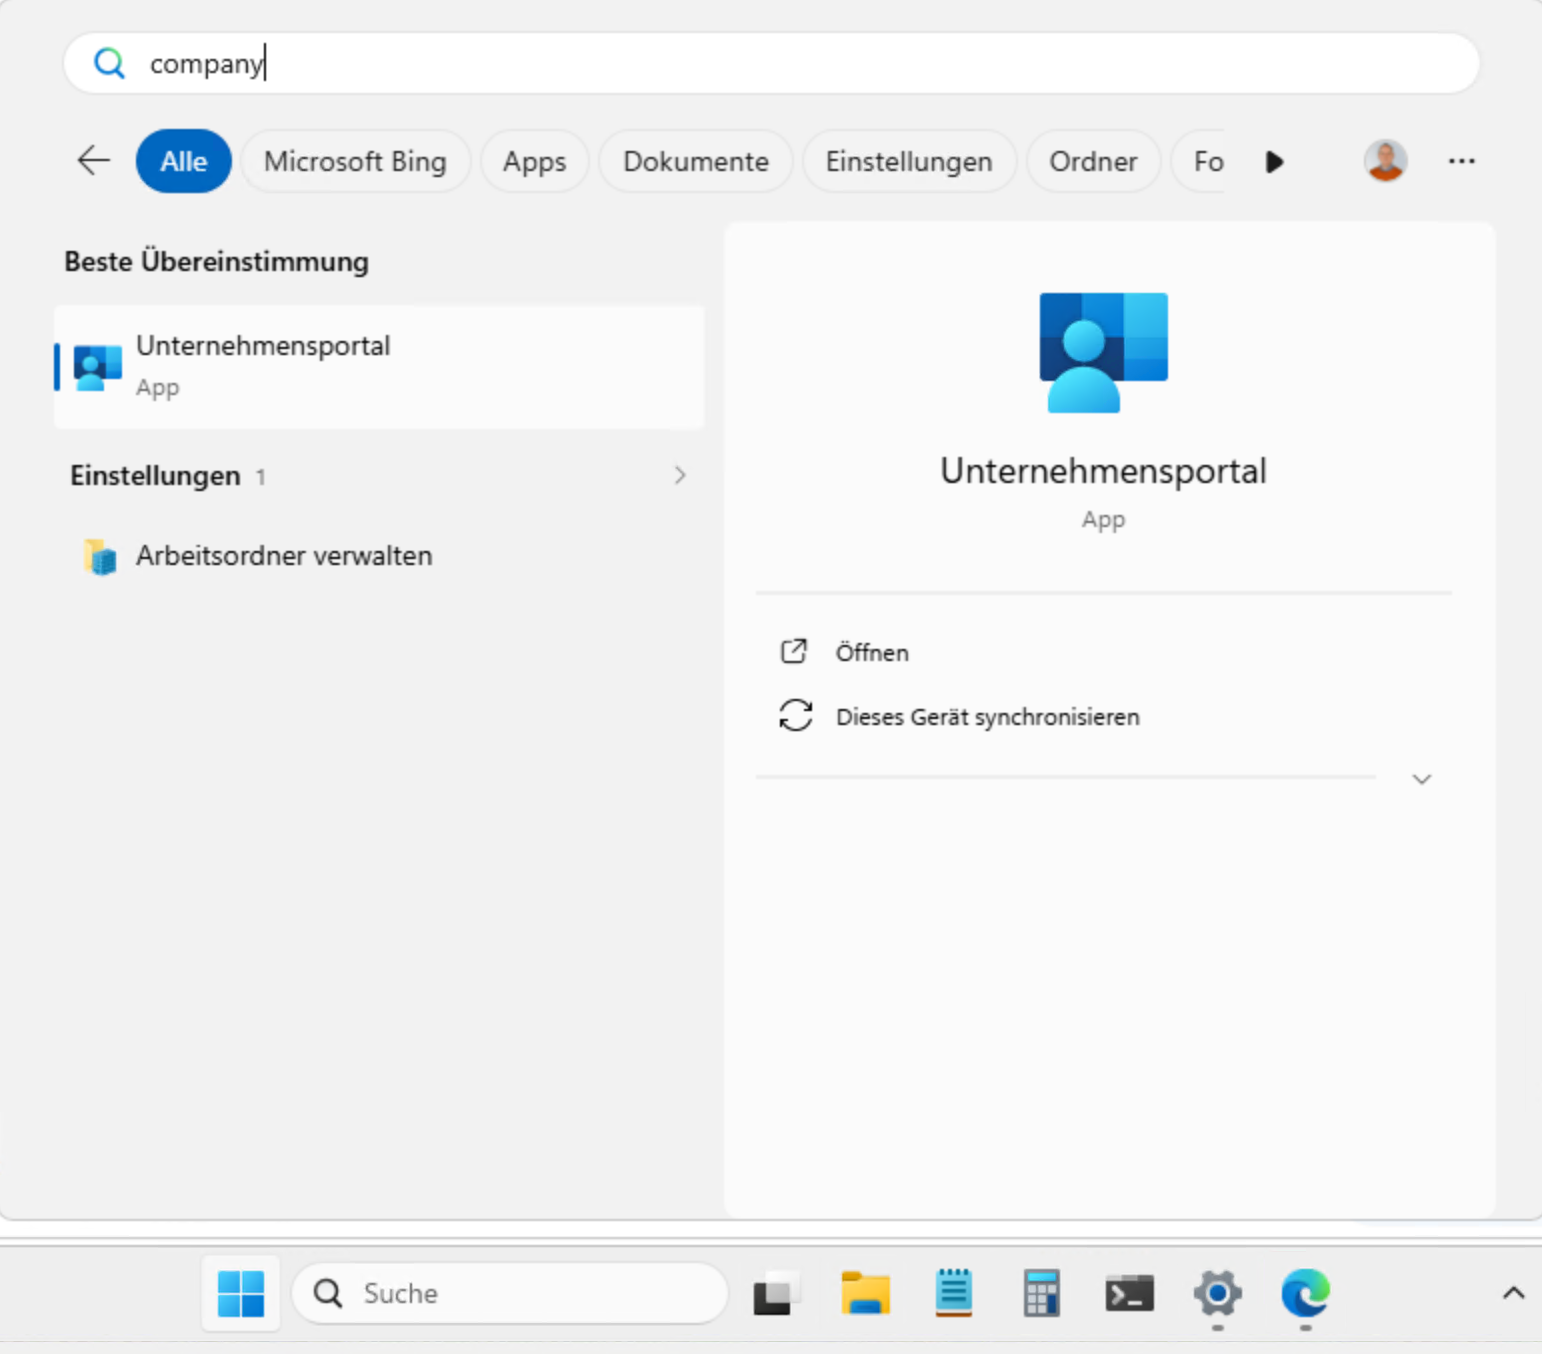 company
Alle
Microsoft Bing
Apps
Dokumente
Einstellungen
Ordner
Fo
Beste Übereinstimmung
Unternehmensportal
App
Einstellungen 1
Arbeitsordner verwalten
Unternehmensportal
App
Öffnen
Dieses Gerät synchronisieren
Suche